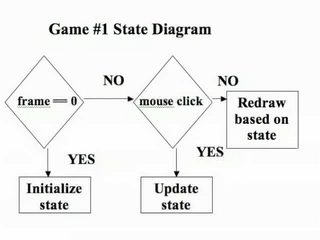 Game #1 State Diagram
NO
NO
frame == 0
mouse click
Redraw
based on
state
YES
YES
Initialize
state
Update
state